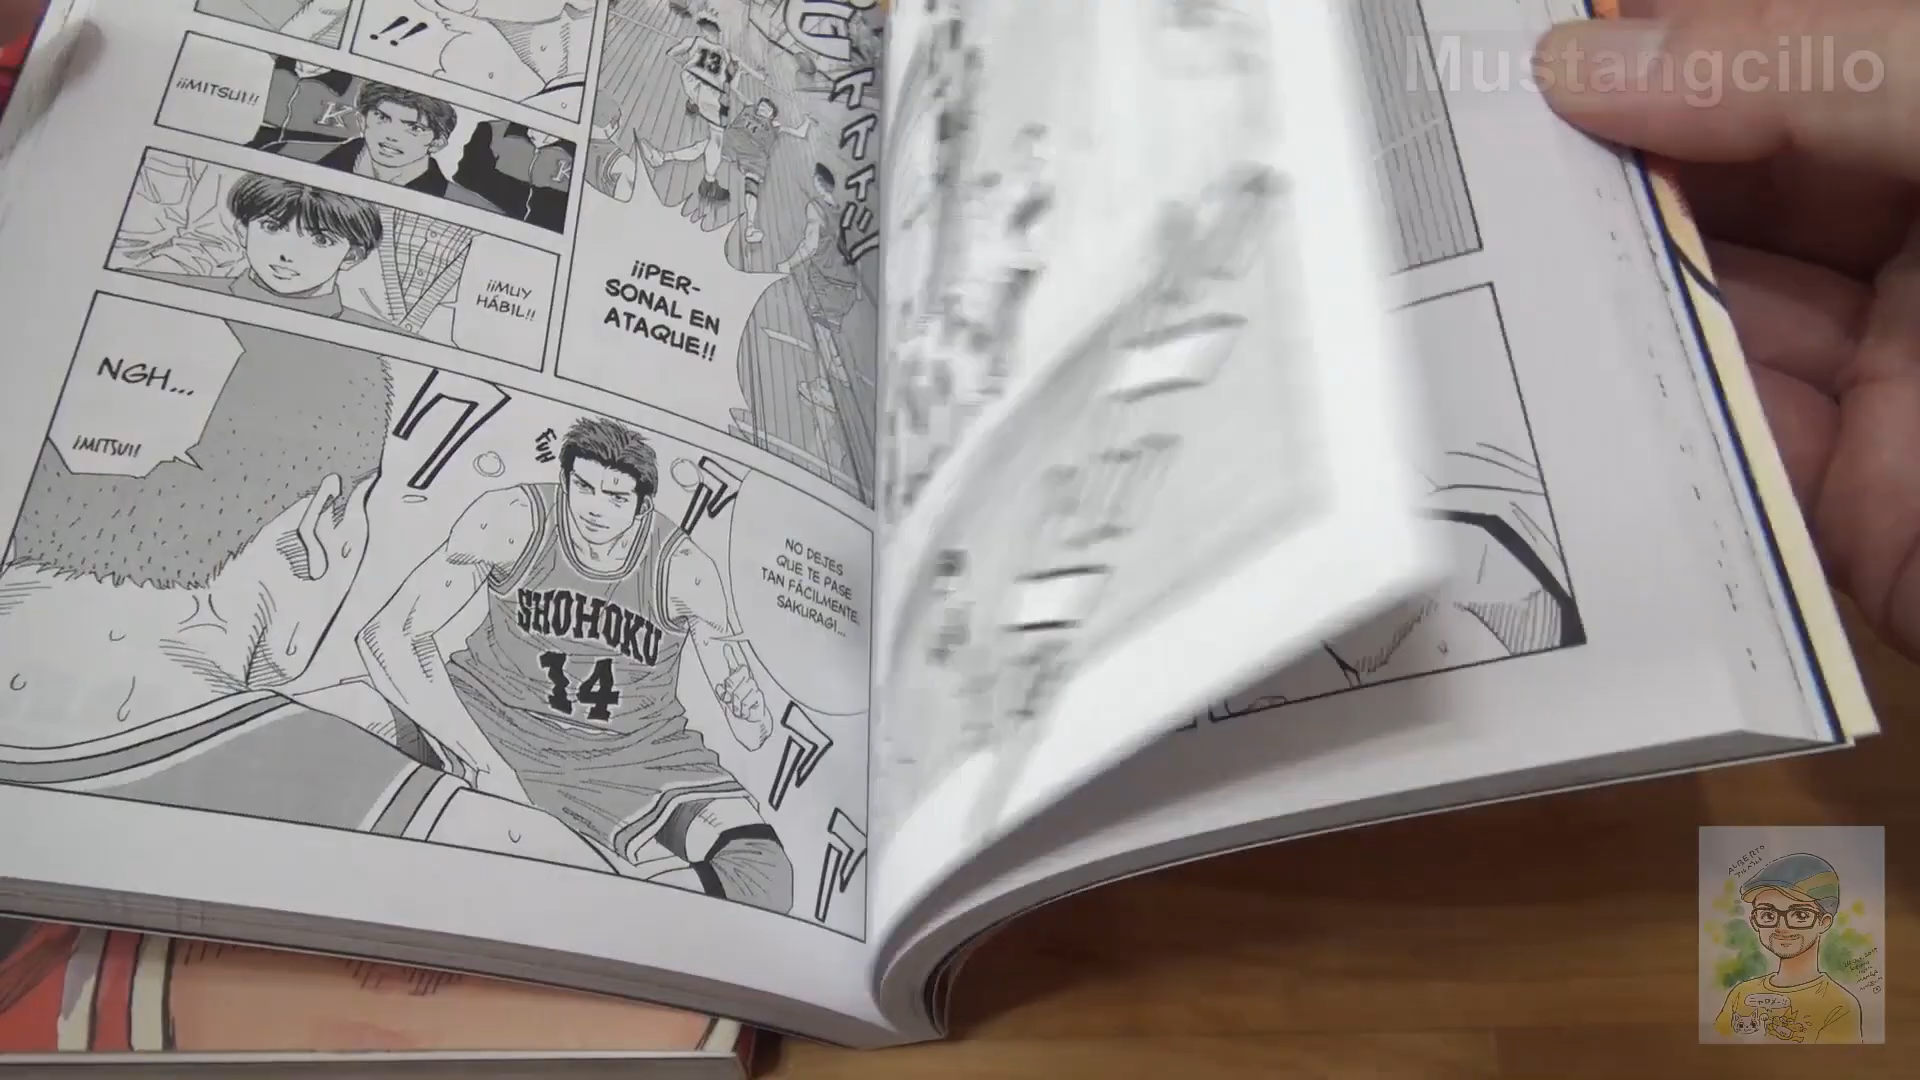 Mustangcillo
!!
¡¡MITSUI!!
K
K
13
¡¡MUY
HÁBIL!!
¡¡PER-
SONAL EN
ATAQUE!!
NGH...
¡MITSUI!
FUH
NO DEJES
QUE TE PASE
TAN FÁCILMENTE,
SAKURAGI...
SHOHOKU
14
ALBERTO